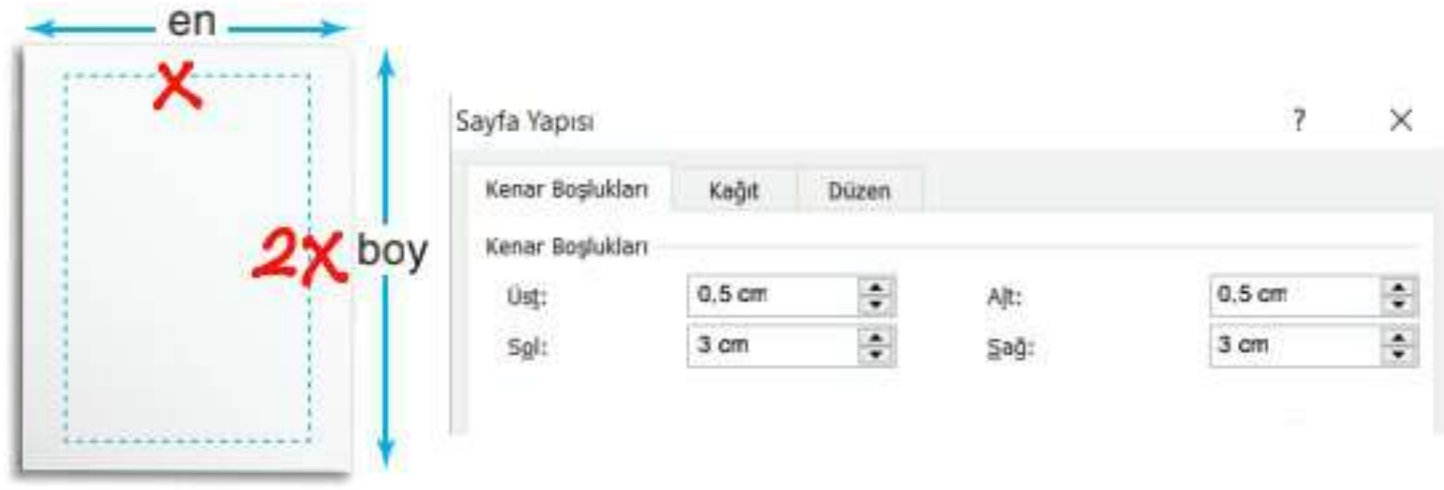 en
X
2X boy
Sayfa Yapısı ? X
Kenar Boşlukları Kağıt Düzen
Kenar Boşlukları
Üst: 0,5 cm Alt: 0,5 cm
Sol: 3 cm Sağ: 3 cm